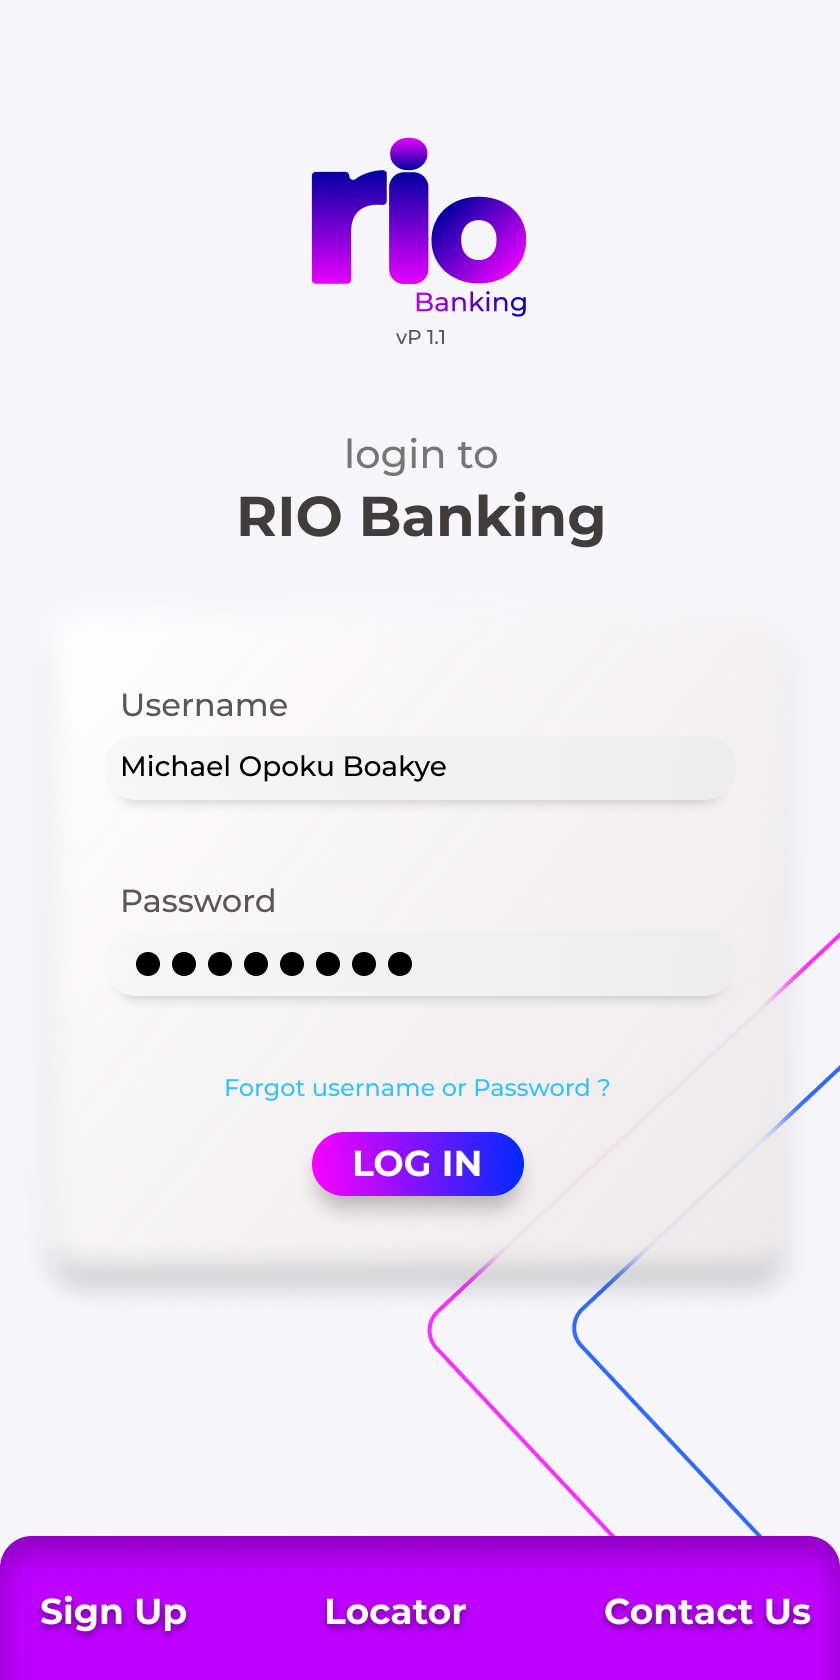 rio
Banking
vP 1.1
login to
RIO Banking
Username
Michael Opoku Boakye
Password
Forgot username or Password ?
LOG IN
Sign Up Locator Contact Us